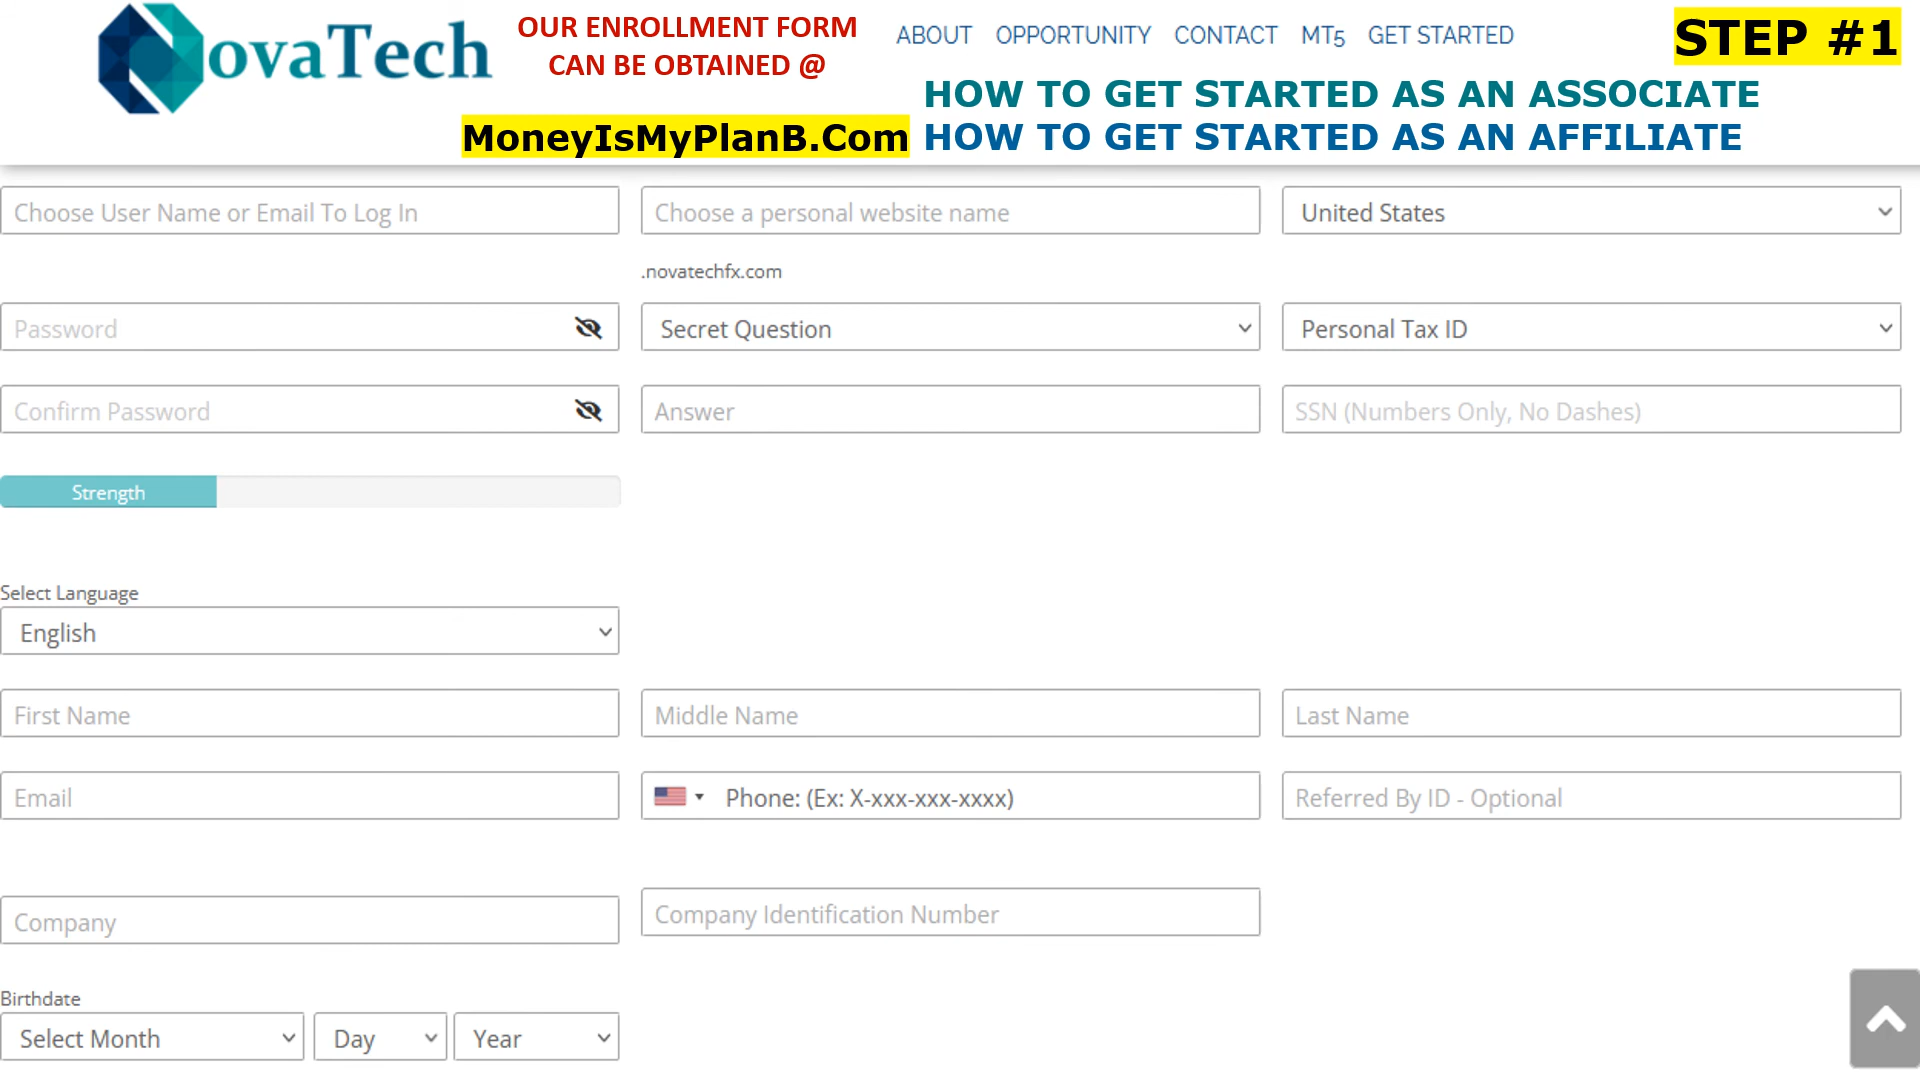 NovaTech
OUR ENROLLMENT FORM
CAN BE OBTAINED @
MoneyIsMyPlanB.Com
ABOUT OPPORTUNITY CONTACT MT5 GET STARTED
STEP #1
HOW TO GET STARTED AS AN ASSOCIATE
HOW TO GET STARTED AS AN AFFILIATE
Choose User Name or Email To Log In
Choose a personal website name
United States
.novatechfx.com
Password
Secret Question
Personal Tax ID
Confirm Password
Answer
SSN (Numbers Only, No Dashes)
Strength
Select Language
English
First Name
Middle Name
Last Name
Email
Phone: (Ex: X-xxx-xxx-xxxx)
Referred By ID - Optional
Company
Company Identification Number
Birthdate
Select Month
Day
Year